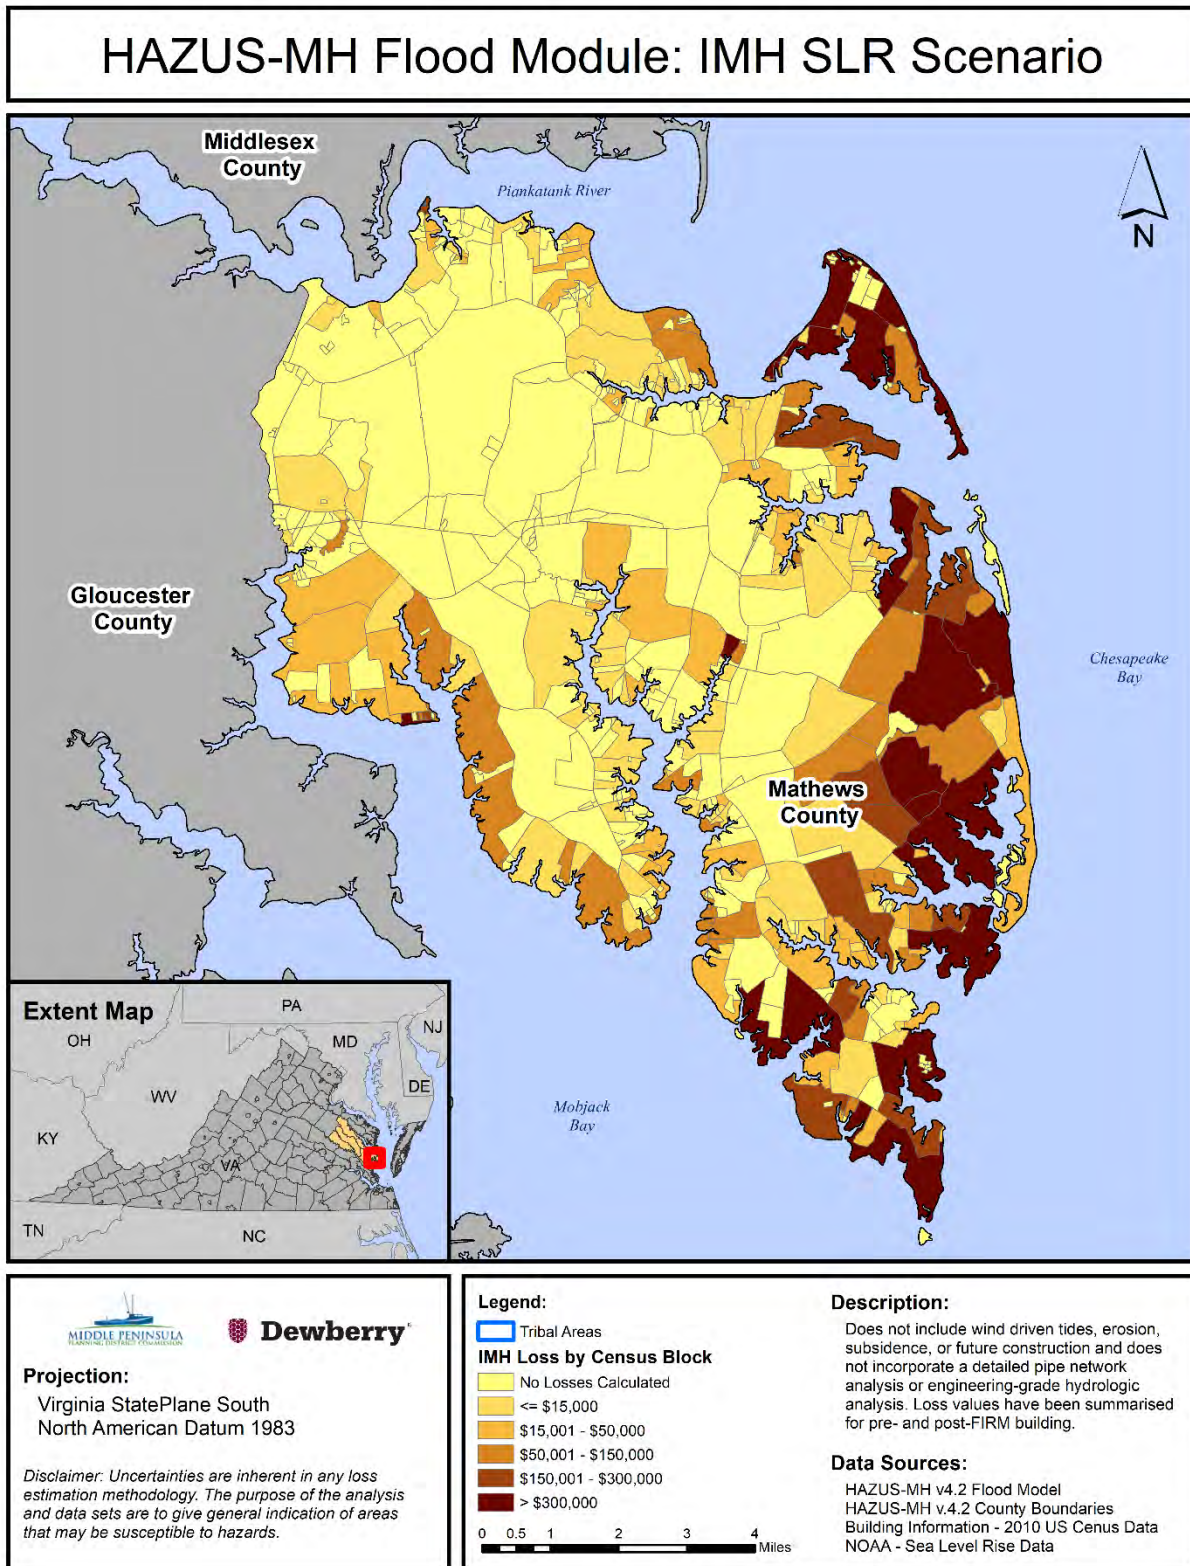 HAZUS-MH Flood Module: IMH SLR Scenario
Middlesex
County
Piankatank River
N
Gloucester
County
Chesapeake
Bay
Mathews
County
Mobjack
Bay
Extent Map
PA
OH
NJ
MD
DE
WV
KY
VA
TN
NC
MIDDLE PENINSULA
PLANNING DISTRICT COMMISSION
Dewberry
Projection:
Virginia StatePlane South
North American Datum 1983
Disclaimer: Uncertainties are inherent in any loss
estimation methodology. The purpose of the analysis
and data sets are to give general indication of areas
that may be susceptible to hazards.
Legend:
Tribal Areas
IMH Loss by Census Block
No Losses Calculated
<= $15,000
$15,001 - $50,000
$50,001 - $150,000
$150,001 - $300,000
> $300,000
0 0.5 1 2 3 4
Miles
Description:
Does not include wind driven tides, erosion,
subsidence, or future construction and does
not incorporate a detailed pipe network
analysis or engineering-grade hydrologic
analysis. Loss values have been summarised
for pre- and post-FIRM building.
Data Sources:
HAZUS-MH v4.2 Flood Model
HAZUS-MH v.4.2 County Boundaries
Building Information - 2010 US Cenus Data
NOAA - Sea Level Rise Data